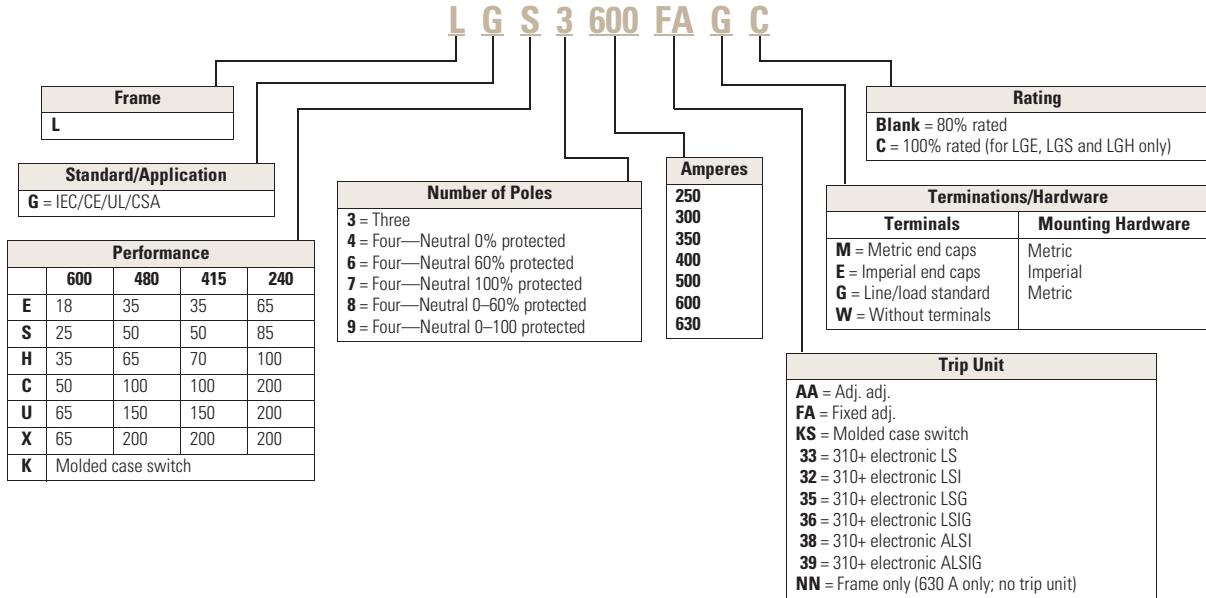 L G S 3 600 FA G C
Frame
L
Standard/Application
G = IEC/CE/UL/CSA
Performance
600 480 415 240
E 18 35 35 65
S 25 50 50 85
H 35 65 70 100
C 50 100 100 200
U 65 150 150 200
X 65 200 200 200
K Molded case switch
Number of Poles
3 = Three
4 = Four—Neutral 0% protected
6 = Four—Neutral 60% protected
7 = Four—Neutral 100% protected
8 = Four—Neutral 0–60% protected
9 = Four—Neutral 0–100 protected
Amperes
250
300
350
400
500
600
630
Rating
Blank = 80% rated
C = 100% rated (for LGE, LGS and LGH only)
Terminations/Hardware
Terminals Mounting Hardware
M = Metric end caps Metric
E = Imperial end caps Imperial
G = Line/load standard Metric
W = Without terminals
Trip Unit
AA = Adj. adj.
FA = Fixed adj.
KS = Molded case switch
33 = 310+ electronic LS
32 = 310+ electronic LSI
35 = 310+ electronic LSG
36 = 310+ electronic LSIG
38 = 310+ electronic ALSI
39 = 310+ electronic ALSIG
NN = Frame only (630 A only; no trip unit)